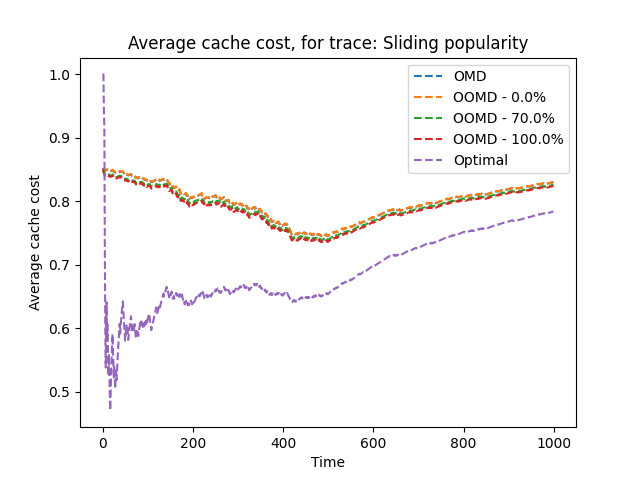 Average cache cost, for trace: Sliding popularity
1.0
0.9
0.8
0.7
0.6
0.5
Average cache cost
OMD
OOMD - 0.0%
OOMD - 70.0%
OOMD - 100.0%
Optimal
0 200 400 600 800 1000
Time